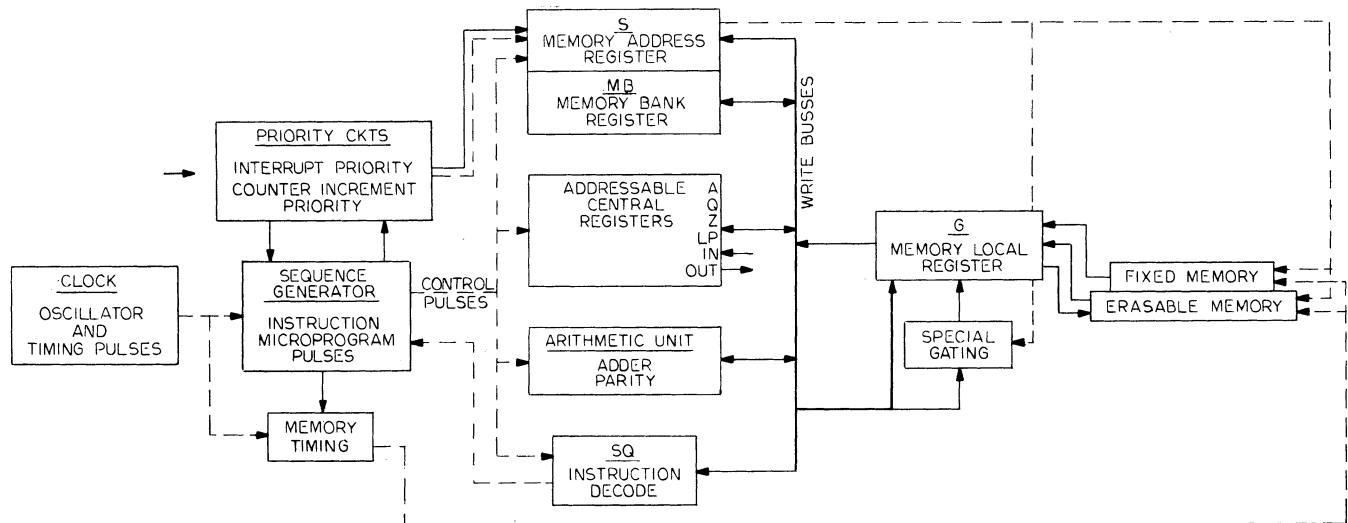 S
MEMORY ADDRESS
REGISTER
MB
MEMORY BANK
REGISTER
PRIORITY CKTS
INTERRUPT PRIORITY
COUNTER INCREMENT
PRIORITY
WRITE BUSSES
ADDRESSABLE
CENTRAL
REGISTERS
A
Q
Z
LP
IN
OUT
G
MEMORY LOCAL
REGISTER
FIXED MEMORY
ERASABLE MEMORY
CLOCK
OSCILLATOR
AND
TIMING PULSES
SEQUENCE
GENERATOR
INSTRUCTION
MICROPROGRAM
PULSES
CONTROL
PULSES
ARITHMETIC UNIT
ADDER
PARITY
SPECIAL
GATING
MEMORY
TIMING
SQ
INSTRUCTION
DECODE